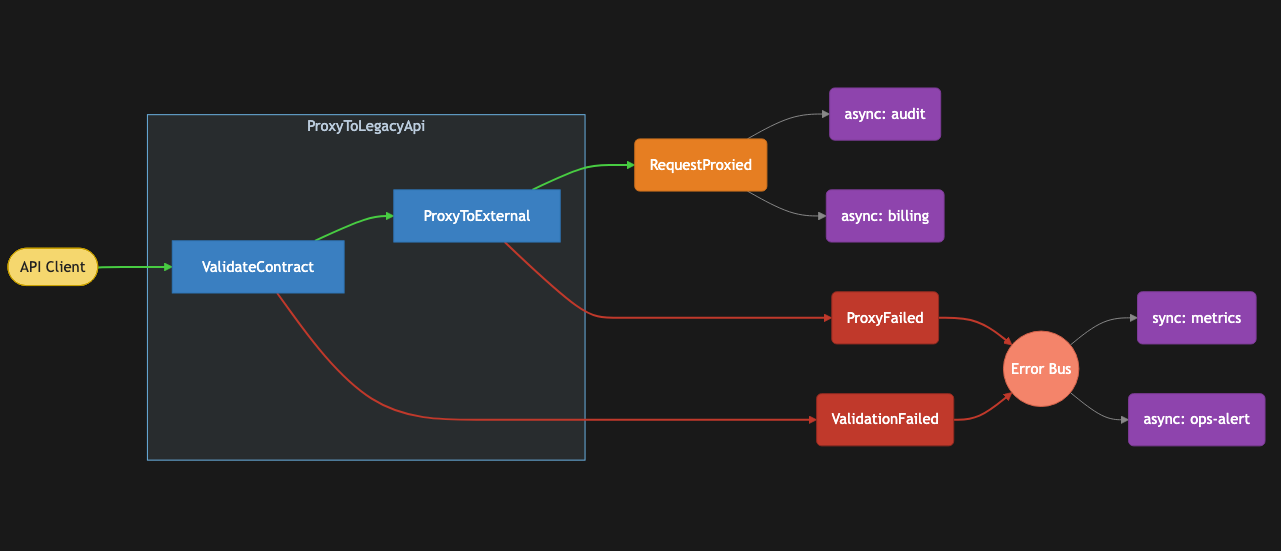 ProxyToLegacyApi
API Client
ValidateContract
ProxyToExternal
RequestProxied
async: audit
async: billing
ProxyFailed
ValidationFailed
Error Bus
sync: metrics
async: ops-alert